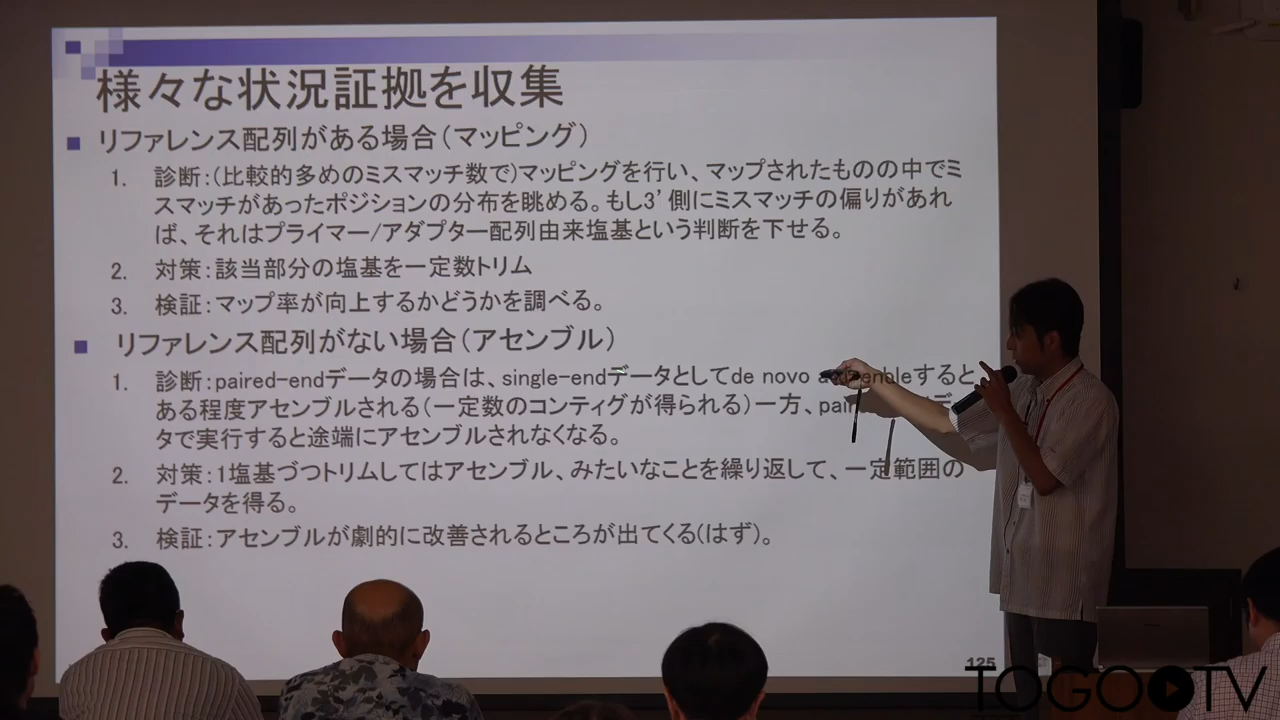 様々な状況証拠を収集
■ リファレンス配列がある場合（マッピング）
1. 診断：(比較的多めのミスマッチ数で)マッピングを行い、マップされたものの中でミ
スマッチがあったポジションの分布を眺める。もし3’側にミスマッチの偏りがあれ
ば、それはプライマー/アダプター配列由来塩基という判断を下せる。
2. 対策：該当部分の塩基を一定数トリム
3. 検証：マップ率が向上するかどうかを調べる。
■ リファレンス配列がない場合（アセンブル）
1. 診断：paired-endデータの場合は、single-endデータとしてde novo a enbleすると
ある程度アセンブルされる（一定数のコンティグが得られる）一方、pai デー
タで実行すると途端にアセンブルされなくなる。
2. 対策：1塩基づつトリムしてはアセンブル、みたいなことを繰り返して、一定範囲の
データを得る。
3. 検証：アセンブルが劇的に改善されるところが出てくる(はず)。
125
TOGO TV